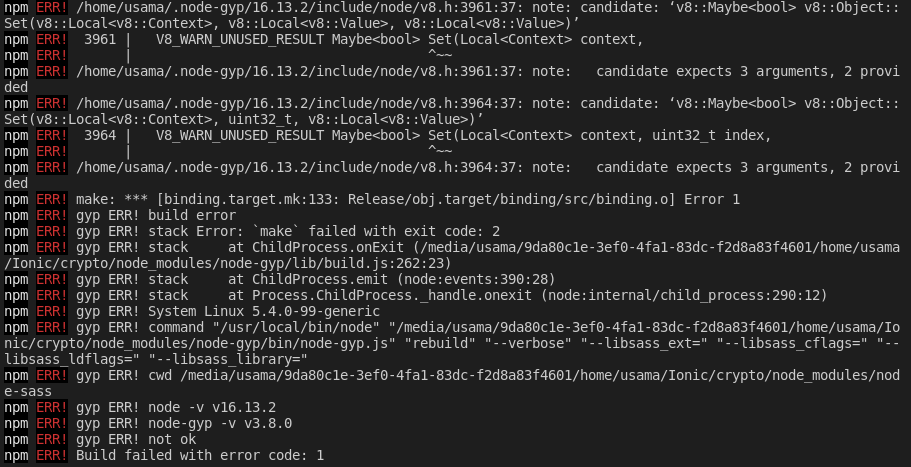 npm ERR! /home/usama/.node-gyp/16.13.2/include/node/v8.h:3961:37: note: candidate: ‘v8::Maybe<bool> v8::Object::
Set(v8::Local<v8::Context>, v8::Local<v8::Value>, v8::Local<v8::Value>)’
npm ERR!  3961 |   V8_WARN_UNUSED_RESULT Maybe<bool> Set(Local<Context> context,
npm ERR!       |                                     ^~~
npm ERR! /home/usama/.node-gyp/16.13.2/include/node/v8.h:3961:37: note:   candidate expects 3 arguments, 2 provi
ded
npm ERR! /home/usama/.node-gyp/16.13.2/include/node/v8.h:3964:37: note: candidate: ‘v8::Maybe<bool> v8::Object::
Set(v8::Local<v8::Context>, uint32_t, v8::Local<v8::Value>)’
npm ERR!  3964 |   V8_WARN_UNUSED_RESULT Maybe<bool> Set(Local<Context> context, uint32_t index,
npm ERR!       |                                     ^~~
npm ERR! /home/usama/.node-gyp/16.13.2/include/node/v8.h:3964:37: note:   candidate expects 3 arguments, 2 provi
ded
npm ERR! make: *** [binding.target.mk:133: Release/obj.target/binding/src/binding.o] Error 1
npm ERR! gyp ERR! build error
npm ERR! gyp ERR! stack Error: `make` failed with exit code: 2
npm ERR! gyp ERR! stack     at ChildProcess.onExit (/media/usama/9da80c1e-3ef0-4fa1-83dc-f2d8a83f4601/home/usama
/Ionic/crypto/node_modules/node-gyp/lib/build.js:262:23)
npm ERR! gyp ERR! stack     at ChildProcess.emit (node:events:390:28)
npm ERR! gyp ERR! stack     at Process.ChildProcess._handle.onexit (node:internal/child_process:290:12)
npm ERR! gyp ERR! System Linux 5.4.0-99-generic
npm ERR! gyp ERR! command "/usr/local/bin/node" "/media/usama/9da80c1e-3ef0-4fa1-83dc-f2d8a83f4601/home/usama/Io
nic/crypto/node_modules/node-gyp/bin/node-gyp.js" "rebuild" "--verbose" "--libsass_ext=" "--libsass_cflags=" "--
libsass_ldflags=" "--libsass_library="
npm ERR! gyp ERR! cwd /media/usama/9da80c1e-3ef0-4fa1-83dc-f2d8a83f4601/home/usama/Ionic/crypto/node_modules/nod
e-sass
npm ERR! gyp ERR! node -v v16.13.2
npm ERR! gyp ERR! node-gyp -v v3.8.0
npm ERR! gyp ERR! not ok
npm ERR! Build failed with error code: 1